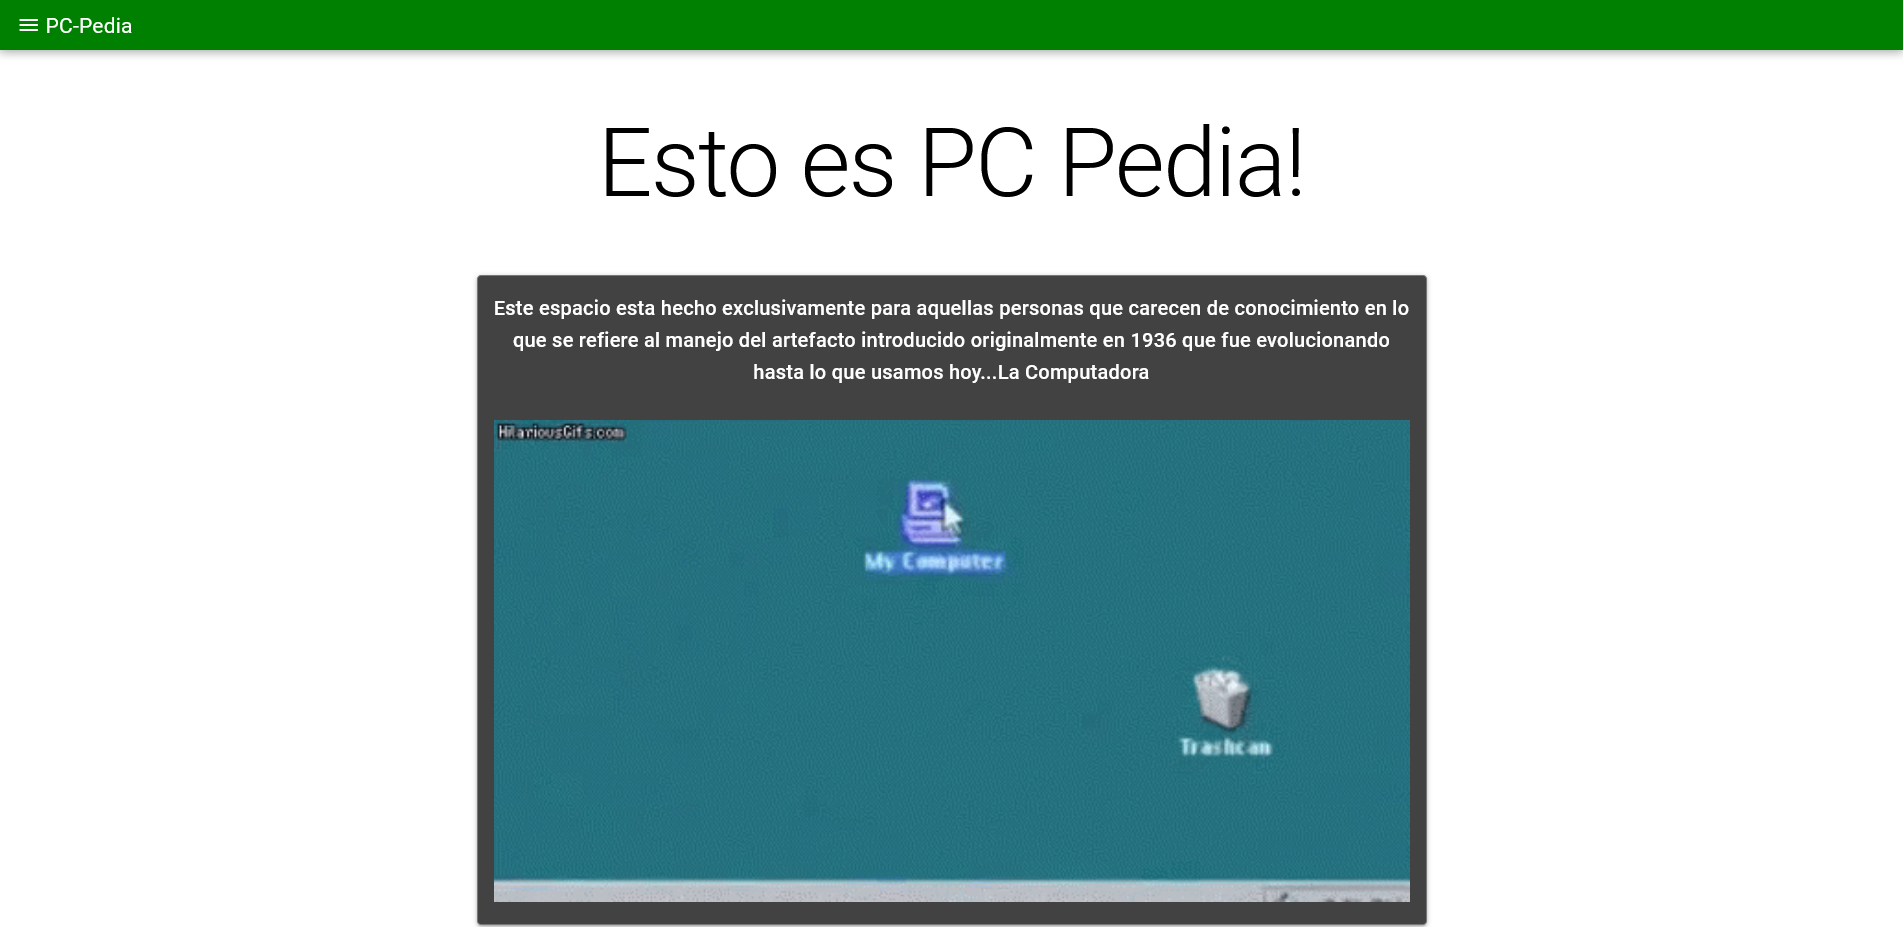 PC-Pedia
Esto es PC Pedia!
Este espacio esta hecho exclusivamente para aquellas personas que carecen de conocimiento en lo
que se refiere al manejo del artefacto introducido originalmente en 1936 que fue evolucionando
hasta lo que usamos hoy...La Computadora
HilariousGifs.com
My Computer
Trashcan